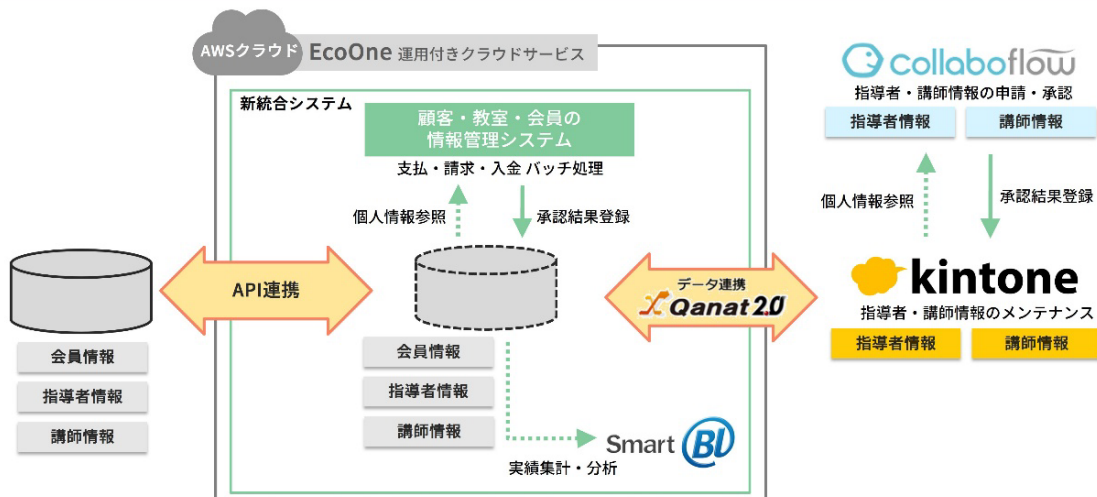 AWSクラウド
EcoOne 運用付きクラウドサービス
新統合システム
顧客・教室・会員の
情報管理システム
支払・請求・入金 バッチ処理
個人情報参照
承認結果登録
API連携
会員情報
指導者情報
講師情報
会員情報
指導者情報
講師情報
Smart BI
実績集計・分析
データ連携
Qanat 2.0
collaboflow
指導者・講師情報の申請・承認
指導者情報
講師情報
個人情報参照
承認結果登録
kintone
指導者・講師情報のメンテナンス
指導者情報
講師情報